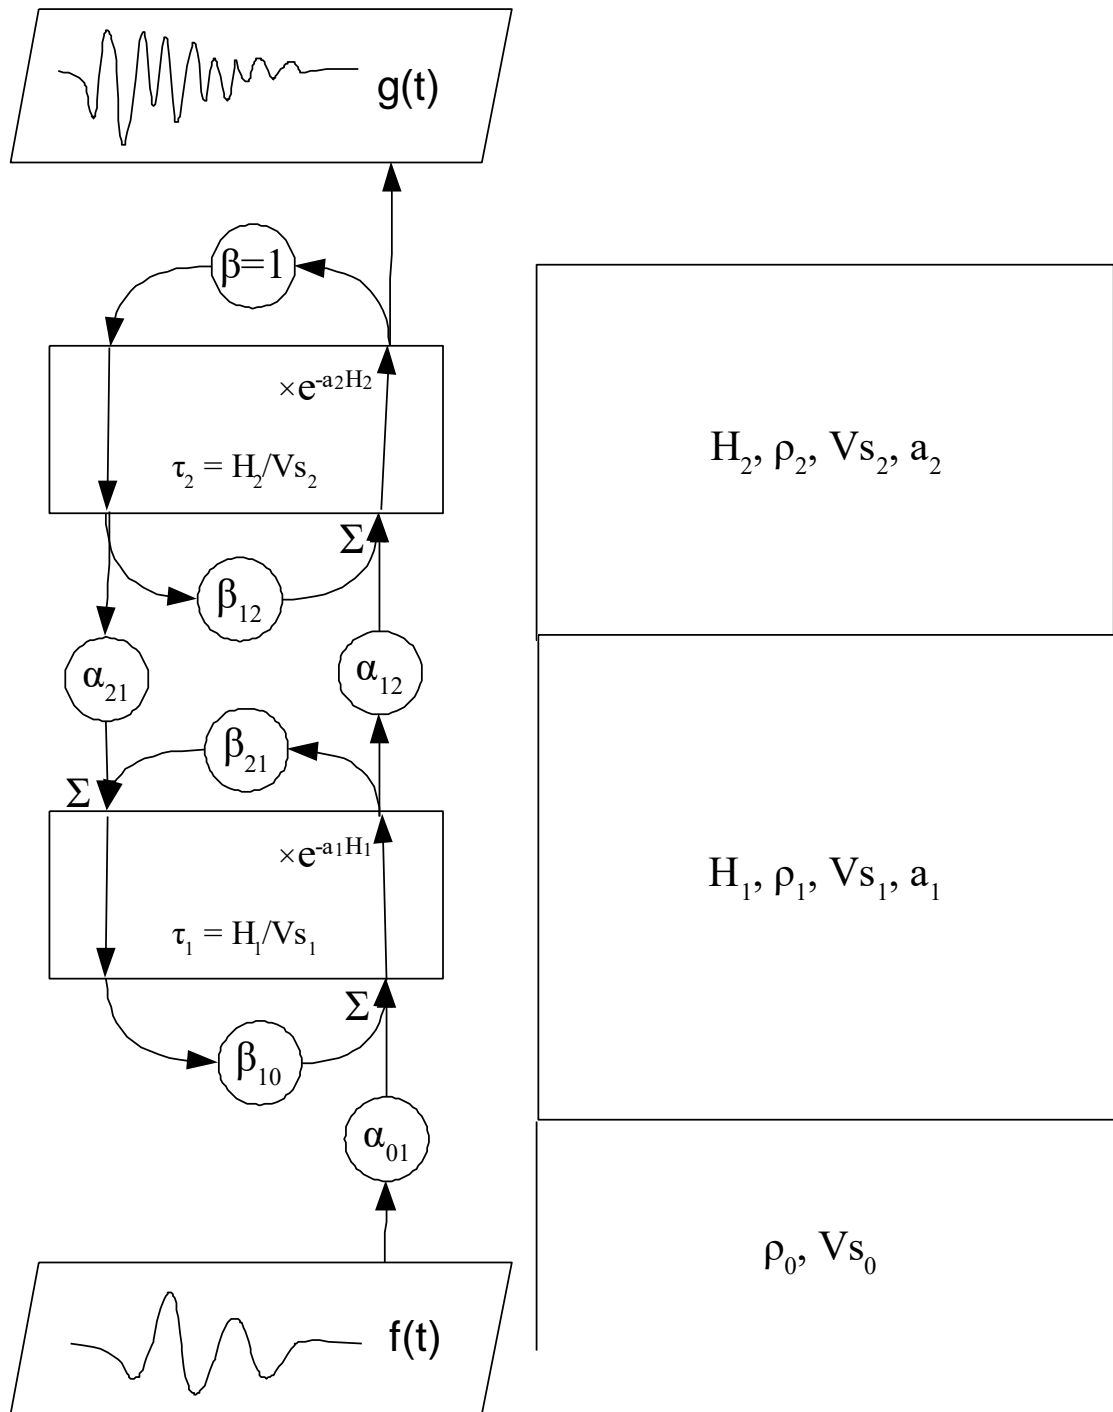 g(t)
β=1
×e^-a₂H₂
τ₂ = H₂/Vs₂
H₂, ρ₂, Vs₂, a₂
Σ
β₁₂
α₂₁
α₁₂
β₂₁
Σ
×e^-a₁H₁
τ₁ = H₁/Vs₁
H₁, ρ₁, Vs₁, a₁
Σ
β₁₀
α₀₁
ρ₀, Vs₀
f(t)